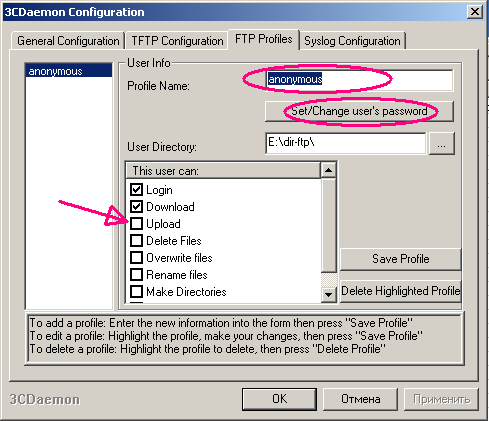 3CDaemon Configuration
General Configuration
TFTP Configuration
FTP Profiles
Syslog Configuration
anonymous
User Info
Profile Name:
anonymous
Set/Change user's password
User Directory:
E:\dir-ftp\
...
This user can:
Login
Download
Upload
Delete Files
Overwrite files
Rename files
Make Directories
Save Profile
Delete Highlighted Profile
To add a profile: Enter the new information into the form then press "Save Profile"
To edit a profile: Highlight the profile, make your changes, then press "Save Profile"
To delete a profile: Highlight the profile to delete, then press "Delete Profile"
3CDaemon
OK
Отмена
Применить